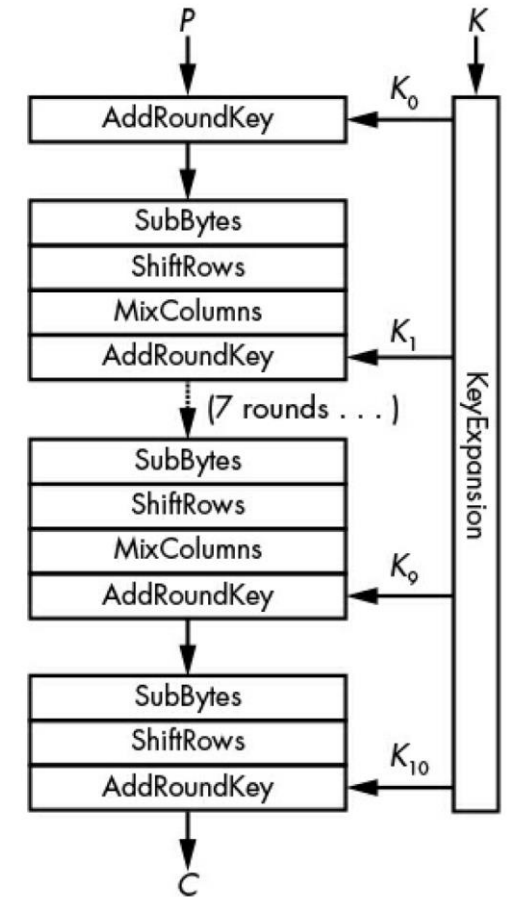 P
K
K₀
AddRoundKey
SubBytes
ShiftRows
MixColumns
K₁
AddRoundKey
(7 rounds . . . )
KeyExpansion
SubBytes
ShiftRows
MixColumns
K₉
AddRoundKey
SubBytes
ShiftRows
K₁₀
AddRoundKey
C